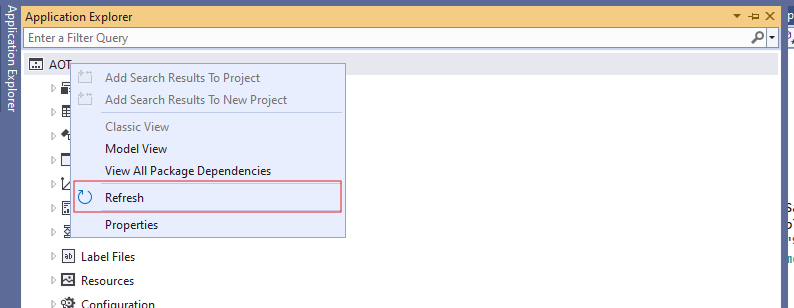 Application Explorer
Application Explorer
Enter a Filter Query
AOT
Add Search Results To Project
Add Search Results To New Project
Classic View
Model View
View All Package Dependencies
Refresh
Properties
Label Files
Resources
Configuration